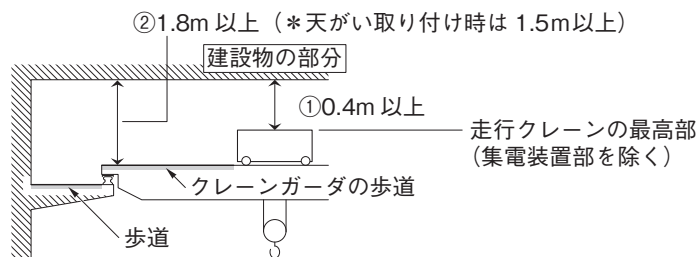 ②1.8m 以上（＊天がい取り付け時は 1.5m以上）
建設物の部分
①0.4m 以上
走行クレーンの最高部
（集電装置部を除く）
クレーンガーダの歩道
歩道